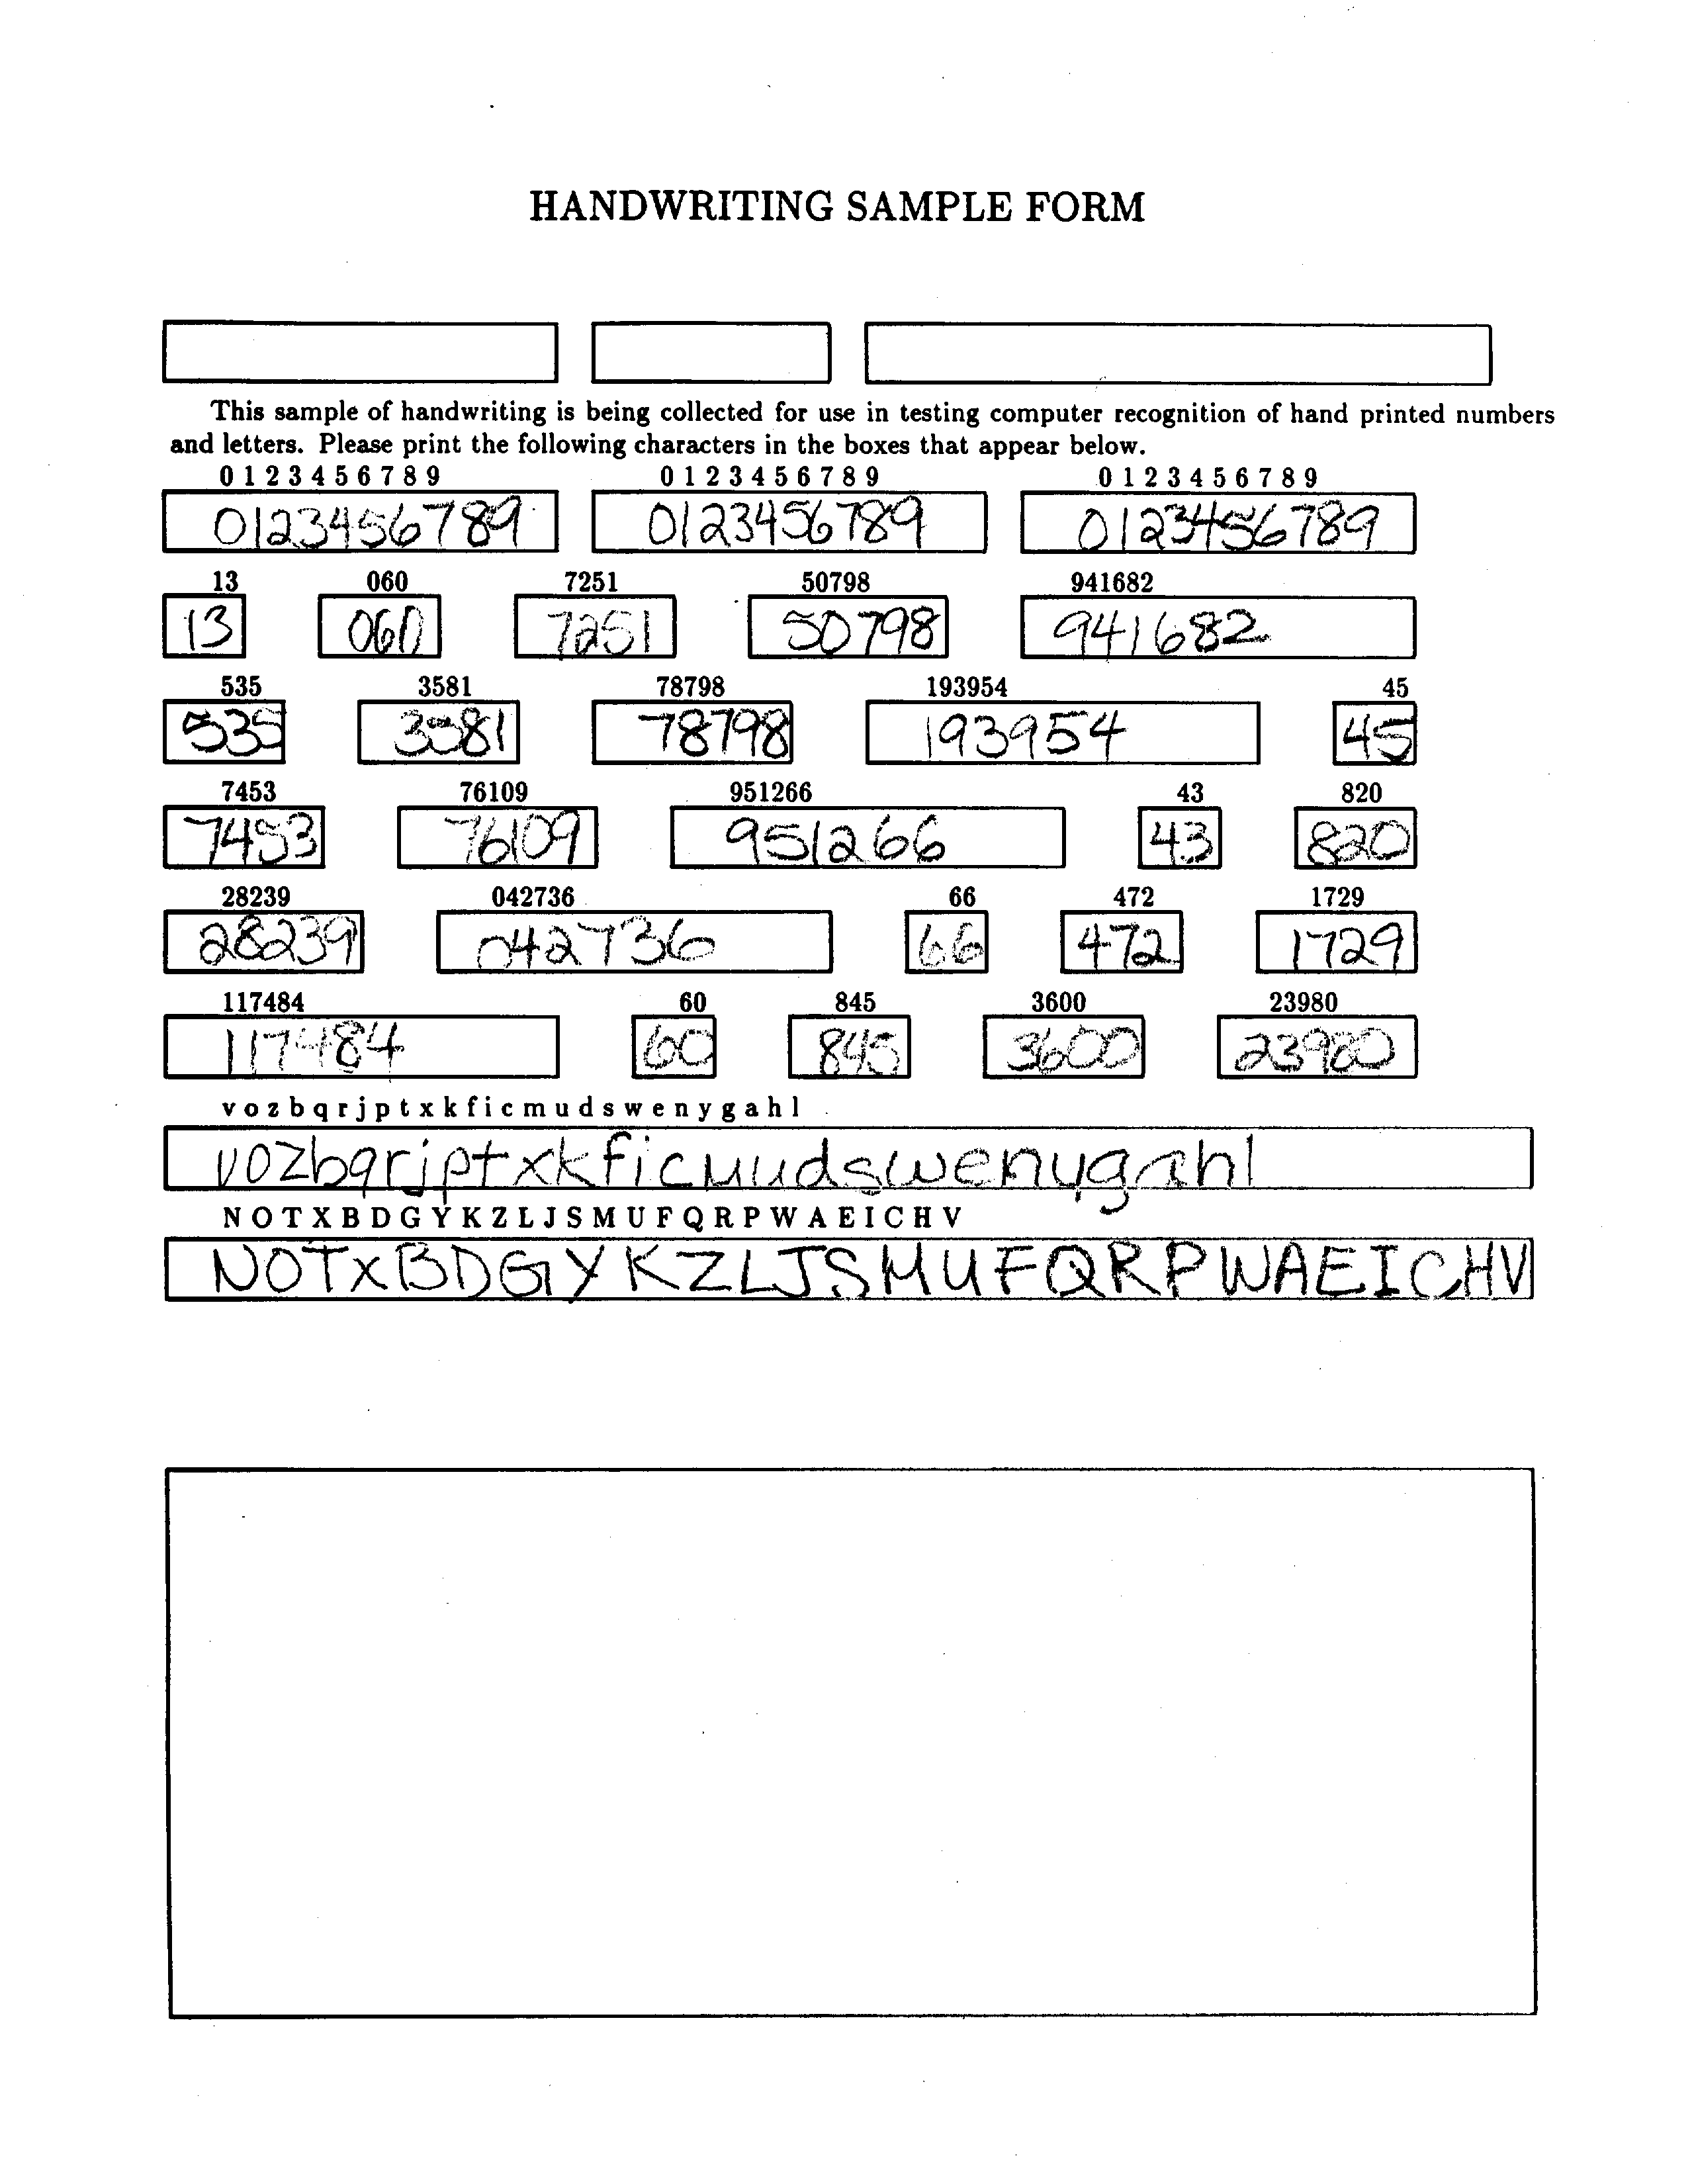 HANDWRITING SAMPLE FORM
This sample of handwriting is being collected for use in testing computer recognition of hand printed numbers
and letters. Please print the following characters in the boxes that appear below.
0 1 2 3 4 5 6 7 8 9 0 1 2 3 4 5 6 7 8 9 0 1 2 3 4 5 6 7 8 9
0123456789 0123456789 0123456789
13 060 7251 50798 941682
13 060 7251 50798 941682
535 3581 78798 193954 45
535 3581 78798 193954 45
7453 76109 951266 43 820
7453 76109 951266 43 820
28239 042736 66 472 1729
28239 042736 66 472 1729
117484 60 845 3600 23980
117484 60 845 3600 23980
v o z b q r j p t x k f i c m u d s w e n y g a h l
vozbqrjptxkficmudswenygahl
N O T X B D G Y K Z L J S M U F Q R P W A E I C H V
NOTXBDGYKZLJSMUFQRPWAEICHV